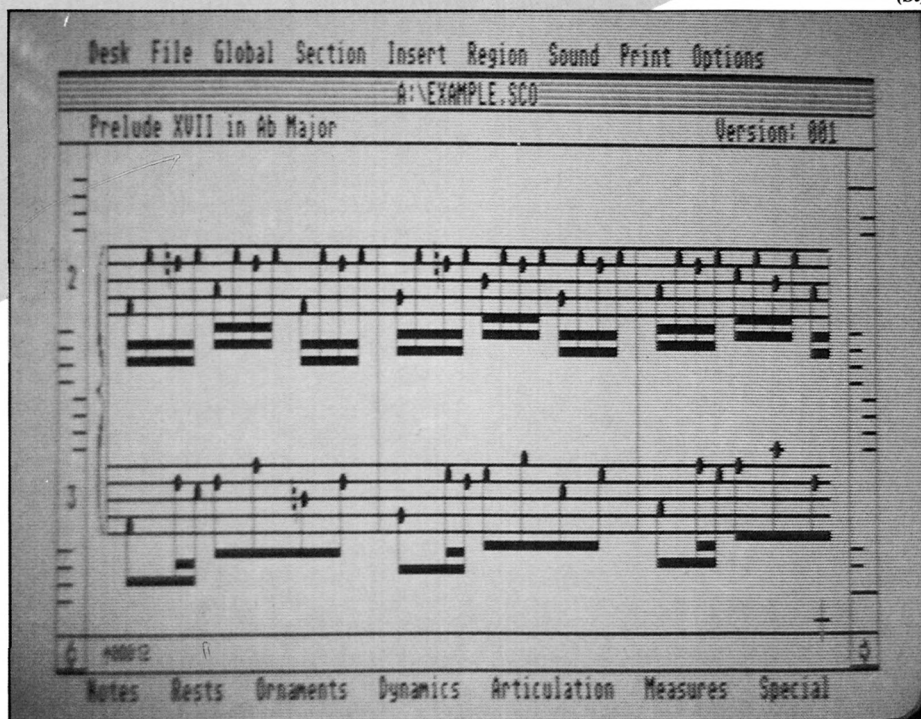 Desk File Global Section Insert Region Sound Print Options
A:\EXAMPLE.SCO
Prelude XVII in Ab Major Version: 001
2
3
Notes Rests Ornaments Dynamics Articulation Measures Special